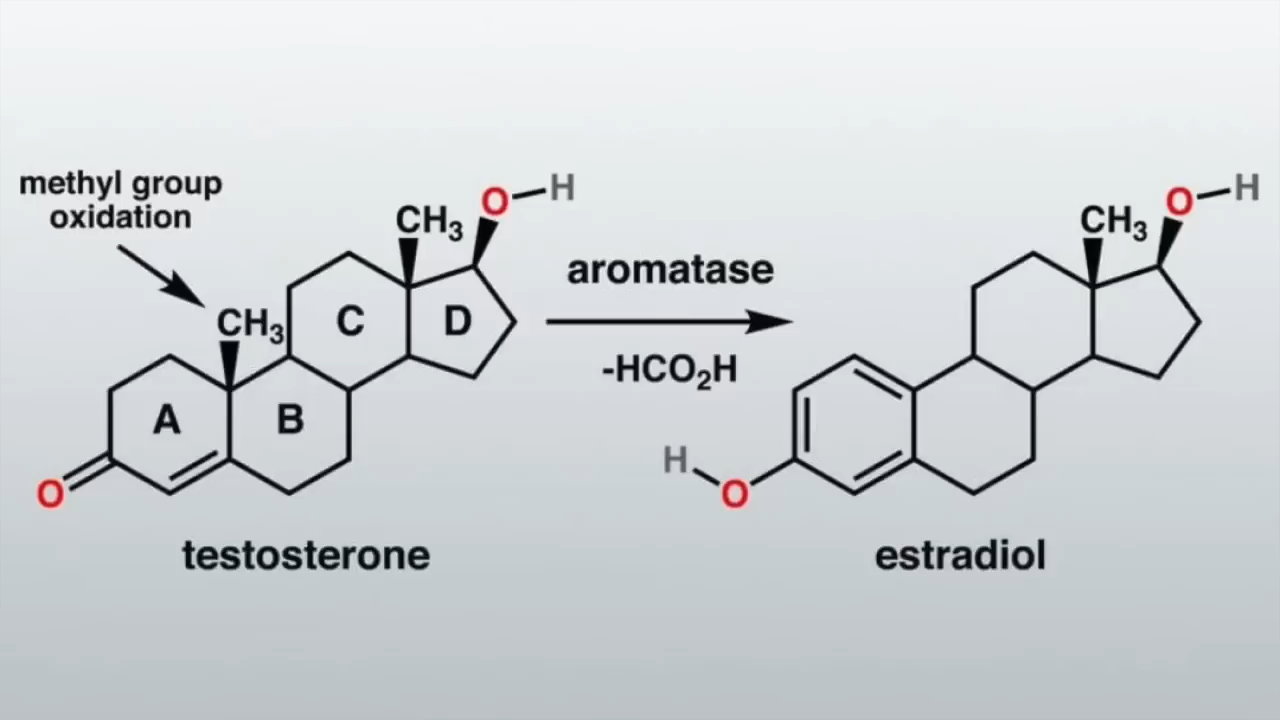 methyl group
oxidation
CH₃
CH₃
O
H
A
B
C
D
O
testosterone
aromatase
-HCO₂H
CH₃
O
H
H
O
estradiol